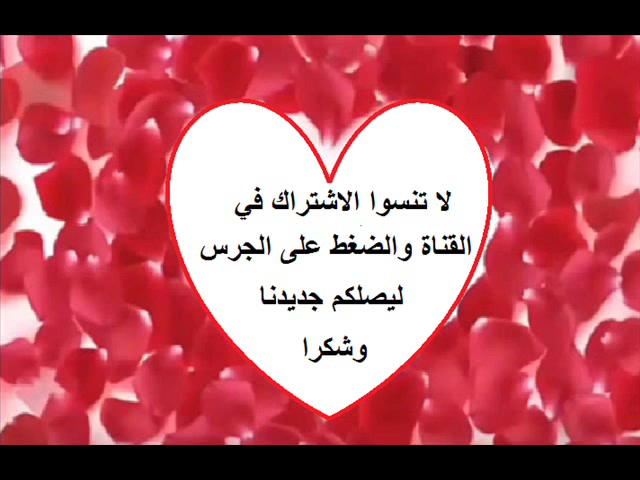 لا تنسوا الاشتراك في
القناة والضغط على الجرس
ليصلكم جديدنا
وشكرا